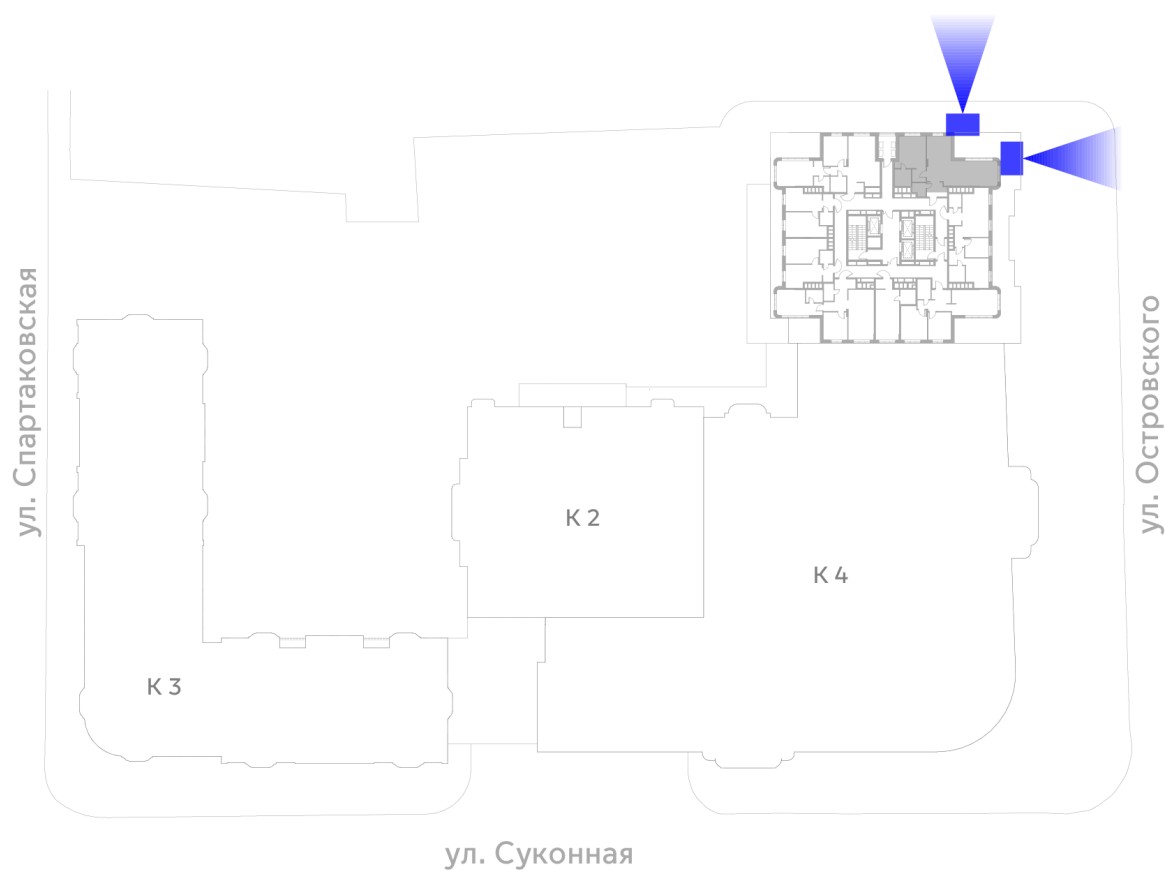 ул. Спартаковская
ул. Островского
К 2
К 4
К 3
ул. Суконная